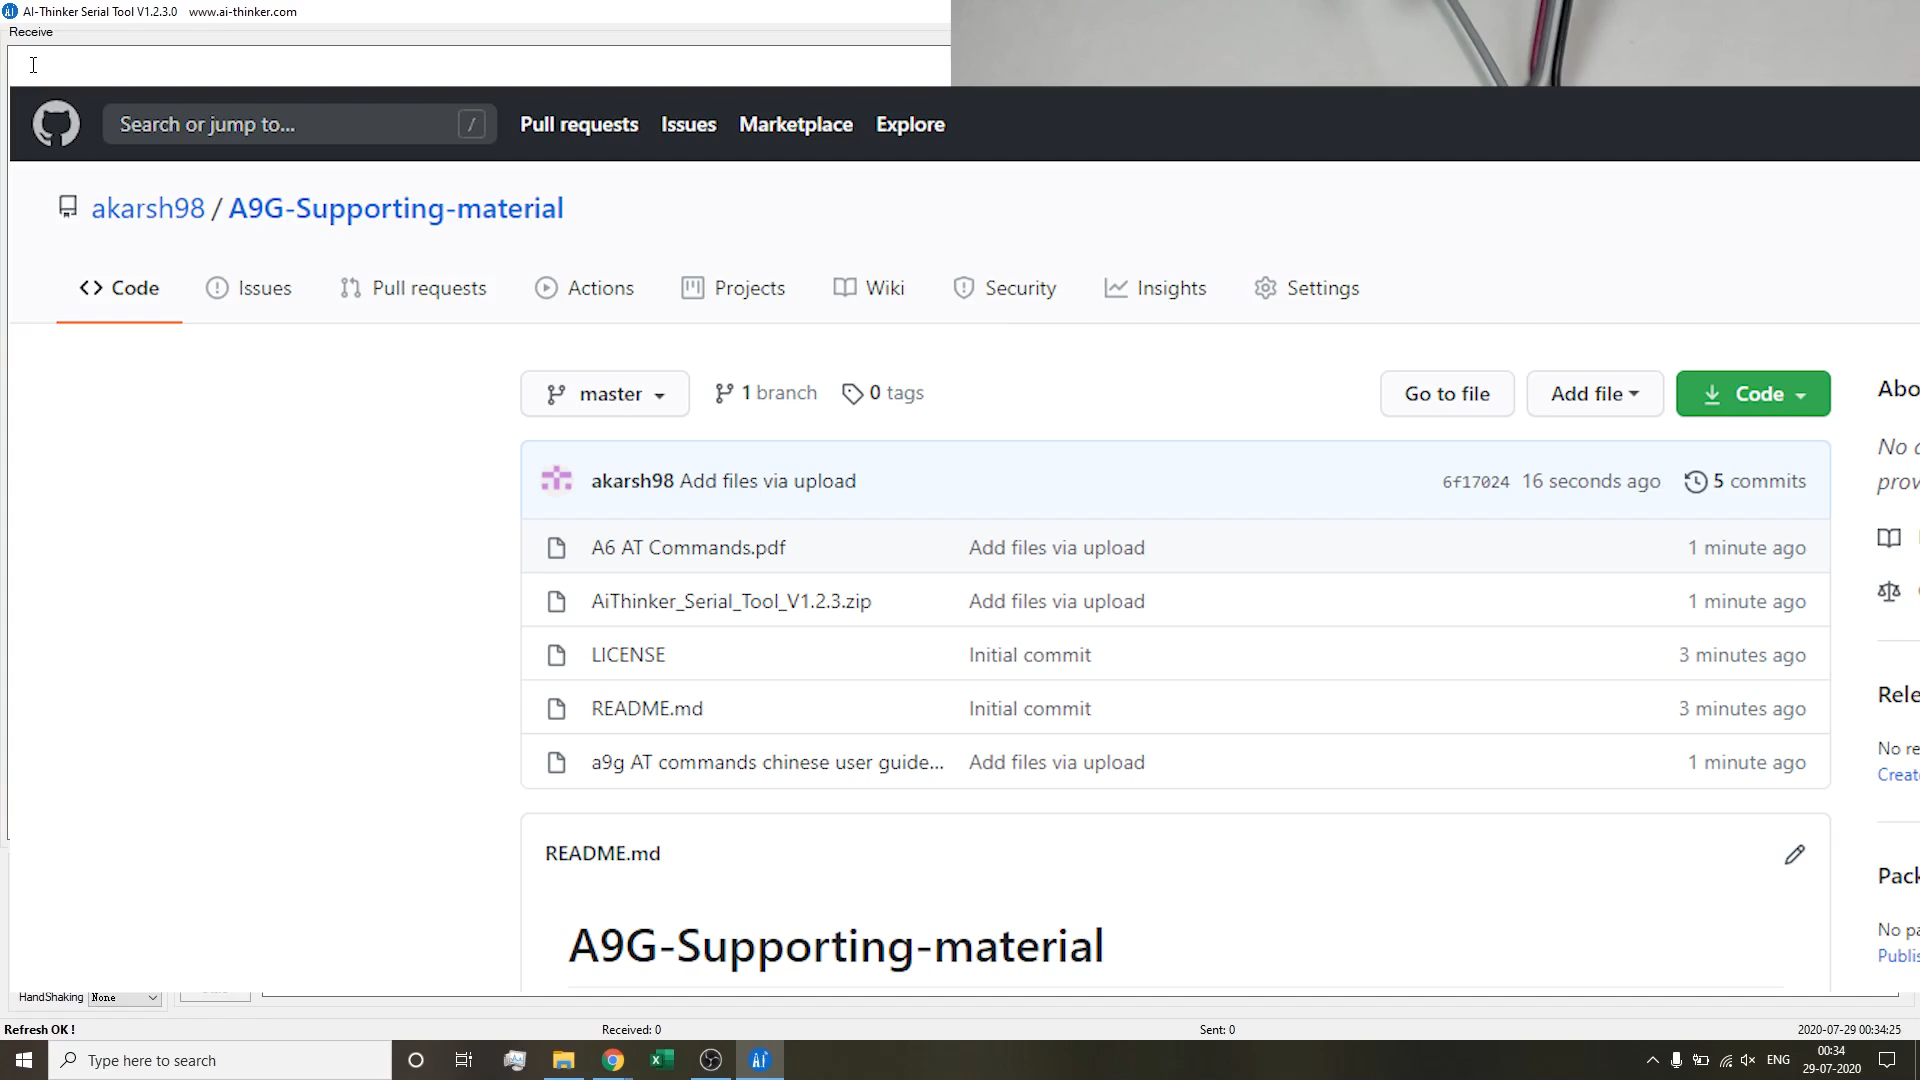 AI-Thinker Serial Tool V1.2.3.0 www.ai-thinker.com
Receive
Search or jump to... /
Pull requests Issues Marketplace Explore
akarsh98 / A9G-Supporting-material
Code Issues Pull requests Actions Projects Wiki Security Insights Settings
master 1 branch 0 tags Go to file Add file Code
akarsh98 Add files via upload 6f17024 16 seconds ago 5 commits
A6 AT Commands.pdf Add files via upload 1 minute ago
AiThinker_Serial_Tool_V1.2.3.zip Add files via upload 1 minute ago
LICENSE Initial commit 3 minutes ago
README.md Initial commit 3 minutes ago
a9g AT commands chinese user guide... Add files via upload 1 minute ago
Abo
No
prov
Rele
No re
Creat
Pack
No pa
Publis
README.md
A9G-Supporting-material
HandShaking None
Refresh OK ! Received: 0 Sent: 0 2020-07-29 00:34:25
Type here to search
ENG 00:34
29-07-2020